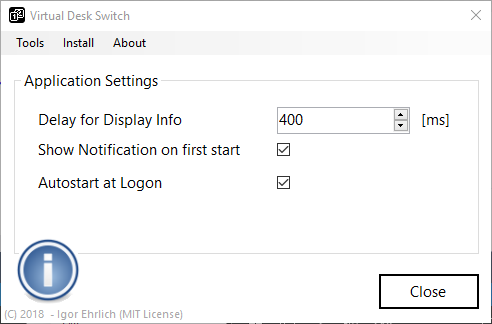 Virtual Desk Switch
Tools Install About
Application Settings
Delay for Display Info 400 [ms]
Show Notification on first start
Autostart at Logon
Close
(C) 2018 - Igor Ehrlich (MIT License)